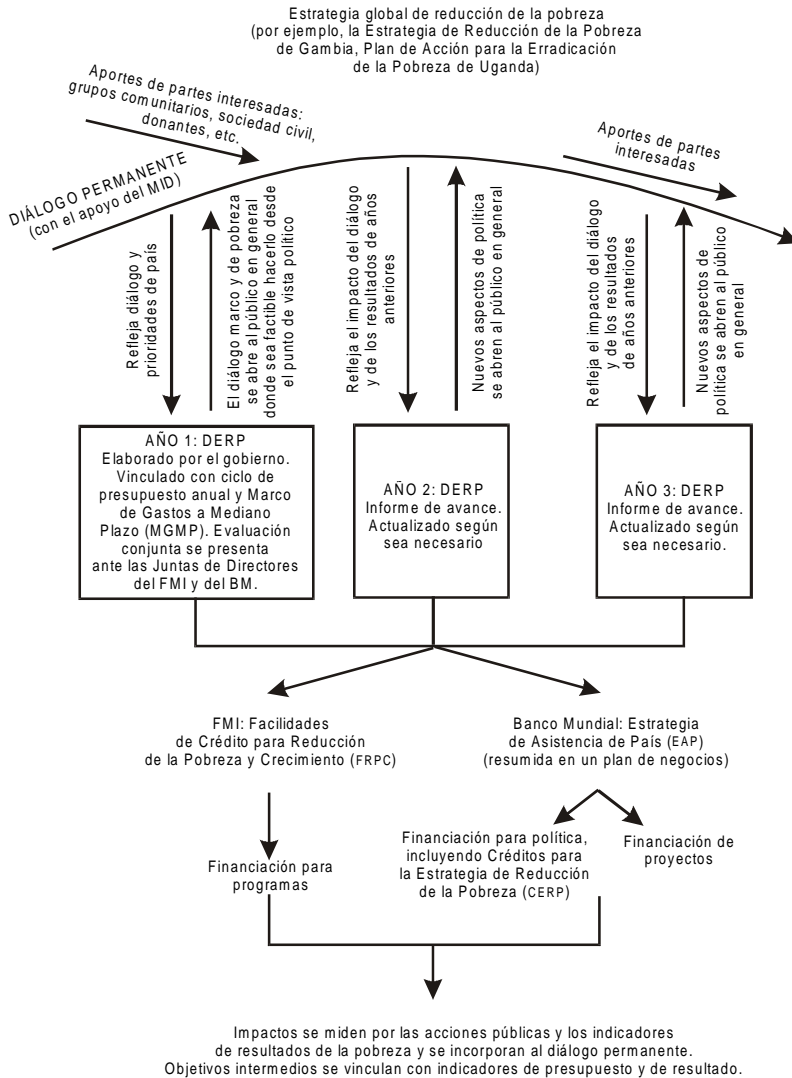 Estrategia global de reducción de la pobreza
(por ejemplo, la Estrategia de Reducción de la Pobreza
de Gambia, Plan de Acción para la Erradicación
de la Pobreza de Uganda)
Aportes de partes interesadas:
grupos comunitarios, sociedad civil,
donantes, etc.
DIÁLOGO PERMANENTE
(con el apoyo del MID)
Aportes de partes
interesadas
Refleja diálogo y
prioridades de país
El diálogo marco y de pobreza
se abre al público en general
donde sea factible hacerlo desde
el punto de vista político
Refleja el impacto del diálogo
y de los resultados de años
anteriores
Nuevos aspectos de política
se abren al público en general
Refleja el impacto del diálogo
y de los resultados
de años anteriores
Nuevos aspectos de
política se abren al público
en general
AÑO 1: DERP
Elaborado por el gobierno.
Vinculado con ciclo de
presupuesto anual y Marco
de Gastos a Mediano
Plazo (MGMP). Evaluación
conjunta se presenta
ante las Juntas de Directores
del FMI y del BM.
AÑO 2: DERP
Informe de avance.
Actualizado según
sea necesario
AÑO 3: DERP
Informe de avance.
Actualizado según
sea necesario.
FMI: Facilidades
de Crédito para Reducción
de la Pobreza y Crecimiento (FRPC)
Banco Mundial: Estrategia
de Asistencia de País (EAP)
(resumida en un plan de negocios)
Financiación para
programas
Financiación para política,
incluyendo Créditos para
la Estrategia de Reducción
de la Pobreza (CERP)
Financiación de
proyectos
Impactos se miden por las acciones públicas y los indicadores
de resultados de la pobreza y se incorporan al diálogo permanente.
Objetivos intermedios se vinculan con indicadores de presupuesto y de resultado.